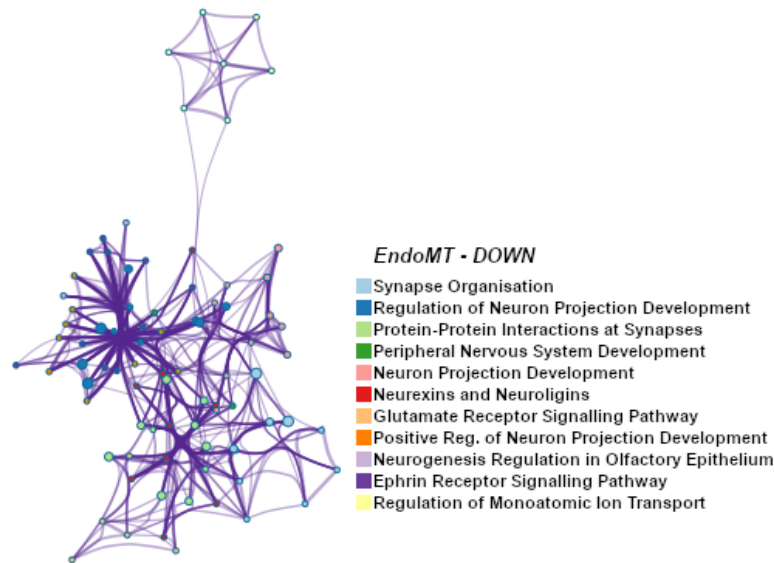 EndoMT - DOWN
Synapse Organisation
Regulation of Neuron Projection Development
Protein-Protein Interactions at Synapses
Peripheral Nervous System Development
Neuron Projection Development
Neurexins and Neuroligins
Glutamate Receptor Signalling Pathway
Positive Reg. of Neuron Projection Development
Neurogenesis Regulation in Olfactory Epithelium
Ephrin Receptor Signalling Pathway
Regulation of Monoatomic Ion Transport